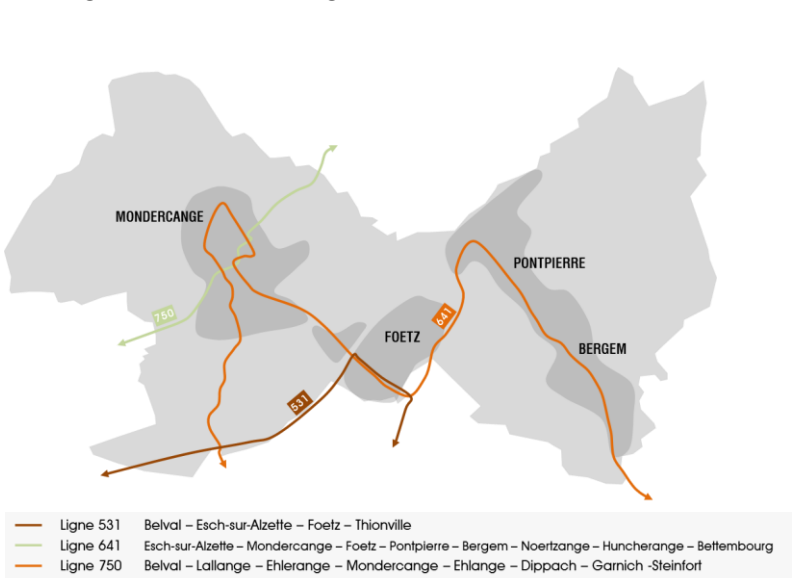 MONDERCANGE
PONTPIERRE
750
641
FOETZ
BERGEM
531
Ligne 531 Belval – Esch-sur-Alzette – Foetz – Thionville
Ligne 641 Esch-sur-Alzette – Mondercange – Foetz – Pontpierre – Bergem – Noertzange – Huncherange – Bettembourg
Ligne 750 Belval – Lallange – Ehlerange – Mondercange – Ehlange – Dippach – Garnich -Steinfort